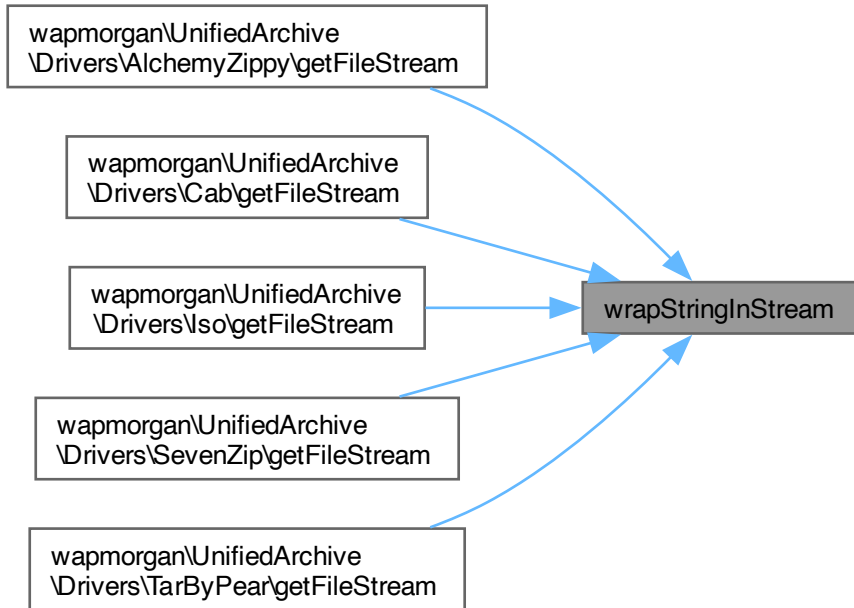 wapmorgan\UnifiedArchive
\Drivers\AlchemyZippy\getFileStream
wapmorgan\UnifiedArchive
\Drivers\Cab\getFileStream
wapmorgan\UnifiedArchive
\Drivers\Iso\getFileStream
wrapStringInStream
wapmorgan\UnifiedArchive
\Drivers\SevenZip\getFileStream
wapmorgan\UnifiedArchive
\Drivers\TarByPear\getFileStream